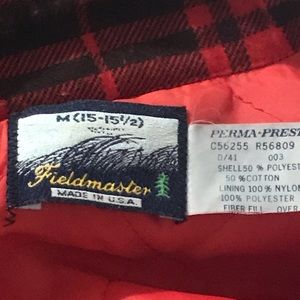 M (15-15½)
Fieldmaster
MADE IN U.S.A.
PERMA-PREST
C56255 R56809
D/41 003
SHELL 50% POLYEST
50% COTTON
LINING 100% NYLON
100% POLYESTER
FIBER FILL